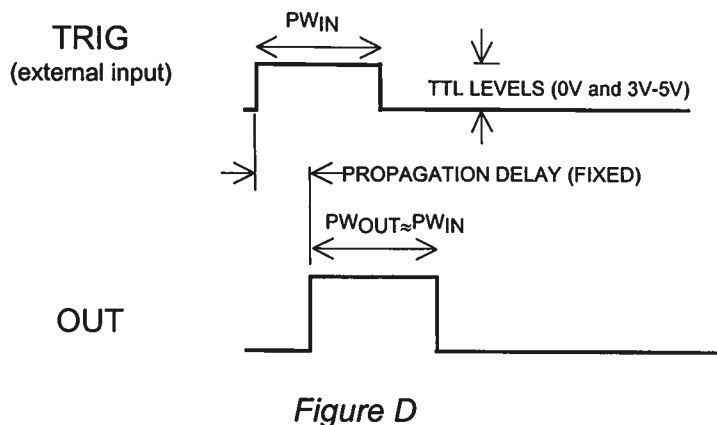 PWIN
TRIG
(external input)
TTL LEVELS (0V and 3V-5V)
PROPAGATION DELAY (FIXED)
PWOUT≈PWIN
OUT
Figure D